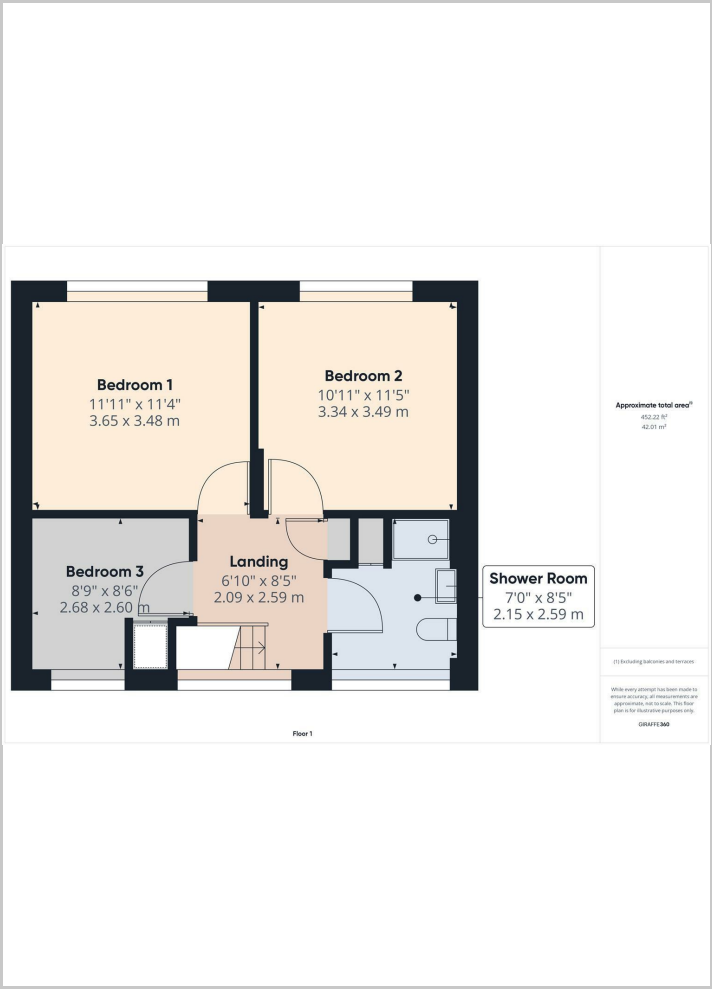 Bedroom 1
11'11" x 11'4"
3.65 x 3.48 m
Bedroom 2
10'11" x 11'5"
3.34 x 3.49 m
Bedroom 3
8'9" x 8'6"
2.68 x 2.60 m
Landing
6'10" x 8'5"
2.09 x 2.59 m
Shower Room
7'0" x 8'5"
2.15 x 2.59 m
Floor 1
Approximate total area⁽¹⁾
452.22 ft²
42.01 m²
(1) Excluding balconies and terraces
While every attempt has been made to
ensure accuracy, all measurements are
approximate, not to scale. This floor
plan is for illustrative purposes only.
GIRAFFE360